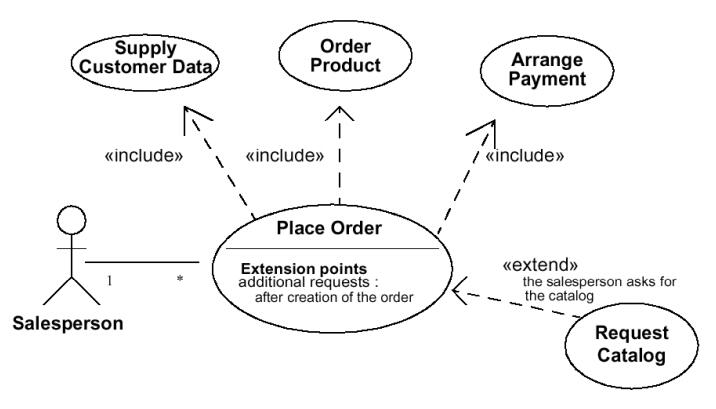 Supply
Customer Data
Order
Product
Arrange
Payment
«include»
«include»
«include»
Place Order
Extension points
additional requests :
after creation of the order
1
*
Salesperson
«extend»
the salesperson asks for
the catalog
Request
Catalog